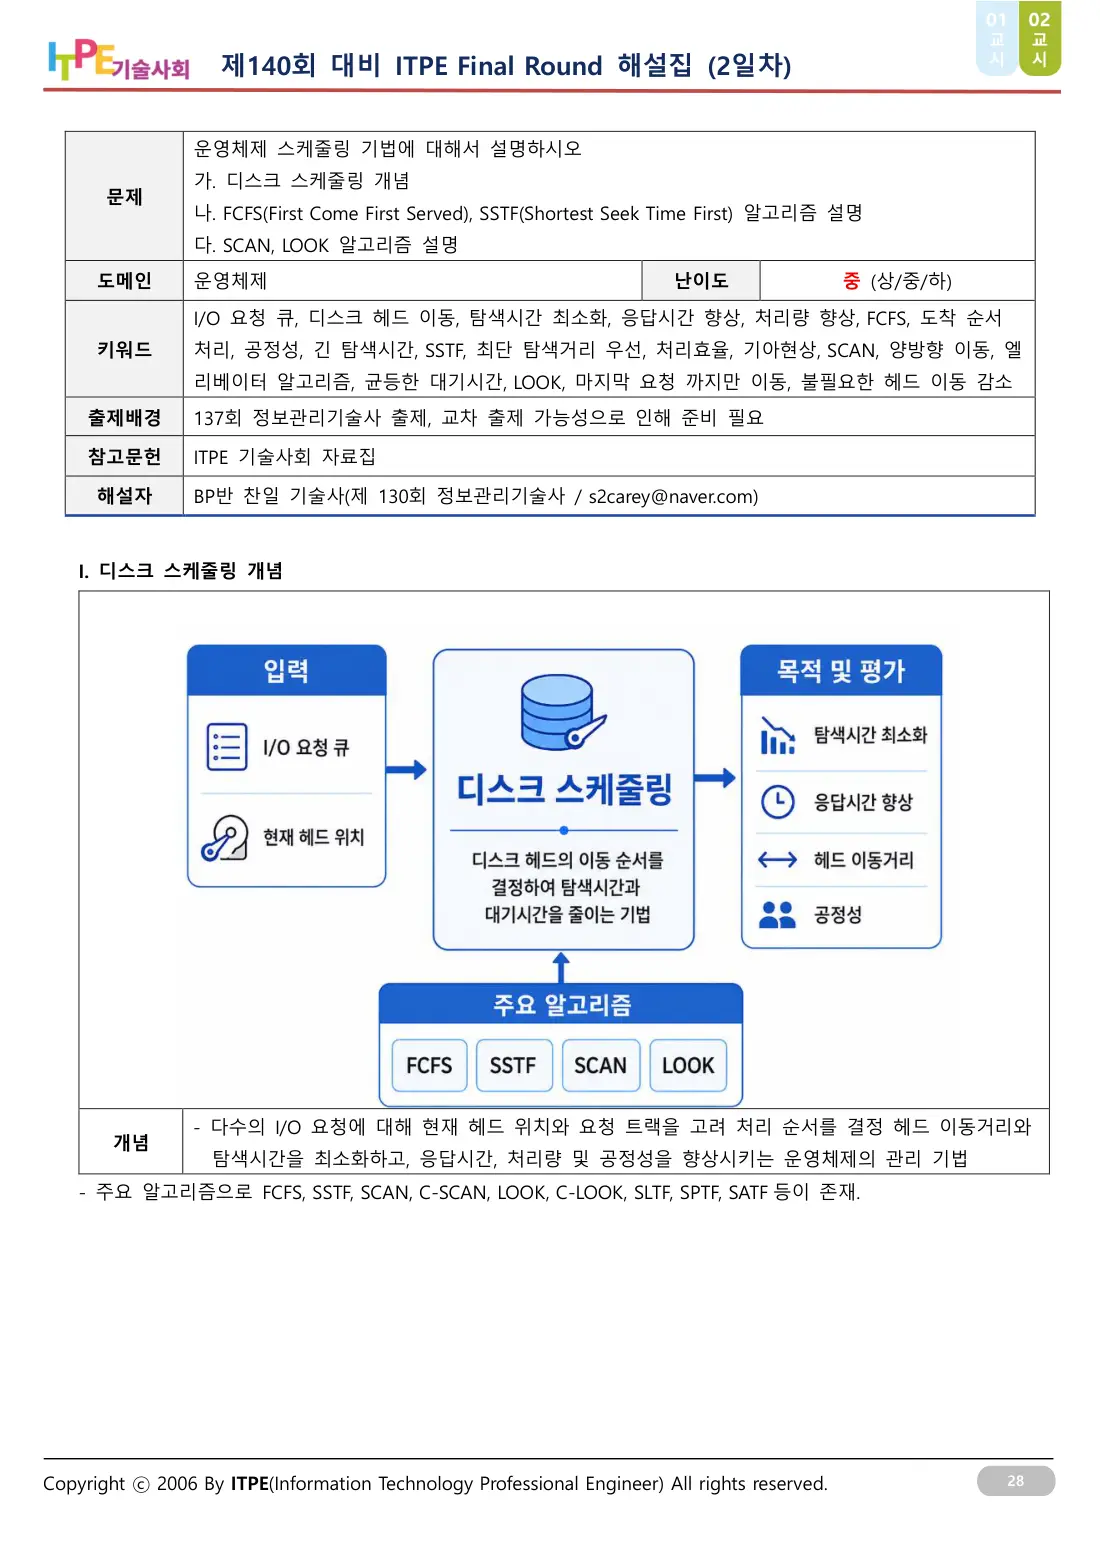 ITPE기술사회 제140회 대비 ITPE Final Round 해설집 (2일차)
01 교시
02 교시
문제
운영체제 스케줄링 기법에 대해서 설명하시오
가. 디스크 스케줄링 개념
나. FCFS(First Come First Served), SSTF(Shortest Seek Time First) 알고리즘 설명
다. SCAN, LOOK 알고리즘 설명
도메인 운영체제 난이도 중 (상/중/하)
키워드
I/O 요청 큐, 디스크 헤드 이동, 탐색시간 최소화, 응답시간 향상, 처리량 향상, FCFS, 도착 순서
처리, 공정성, 긴 탐색시간, SSTF, 최단 탐색거리 우선, 처리효율, 기아현상, SCAN, 양방향 이동, 엘
리베이터 알고리즘, 균등한 대기시간, LOOK, 마지막 요청 까지만 이동, 불필요한 헤드 이동 감소
출제배경 137회 정보관리기술사 출제, 교차 출제 가능성으로 인해 준비 필요
참고문헌 ITPE 기술사회 자료집
해설자 BP반 찬일 기술사(제 130회 정보관리기술사 / s2carey@naver.com)
I. 디스크 스케줄링 개념
입력
I/O 요청 큐
현재 헤드 위치
디스크 스케줄링
디스크 헤드의 이동 순서를
결정하여 탐색시간과
대기시간을 줄이는 기법
목적 및 평가
탐색시간 최소화
응답시간 향상
헤드 이동거리
공정성
주요 알고리즘
FCFS SSTF SCAN LOOK
개념
- 다수의 I/O 요청에 대해 현재 헤드 위치와 요청 트랙을 고려 처리 순서를 결정 헤드 이동거리와
탐색시간을 최소화하고, 응답시간, 처리량 및 공정성을 향상시키는 운영체제의 관리 기법
- 주요 알고리즘으로 FCFS, SSTF, SCAN, C-SCAN, LOOK, C-LOOK, SLTF, SPTF, SATF 등이 존재.
Copyright ⓒ 2006 By ITPE(Information Technology Professional Engineer) All rights reserved.
28